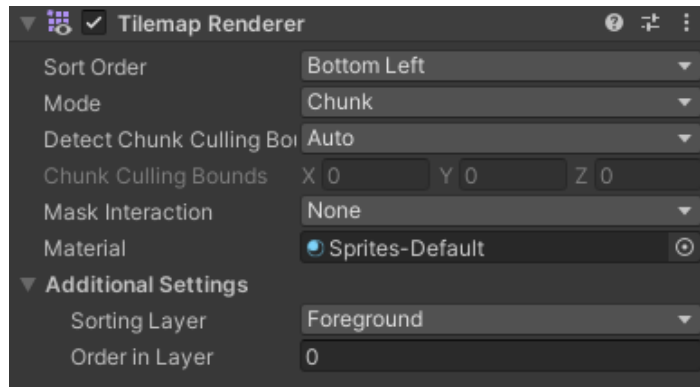 Tilemap Renderer
Sort Order Bottom Left
Mode Chunk
Detect Chunk Culling Bou Auto
Chunk Culling Bounds X 0 Y 0 Z 0
Mask Interaction None
Material Sprites-Default
Additional Settings
Sorting Layer Foreground
Order in Layer 0